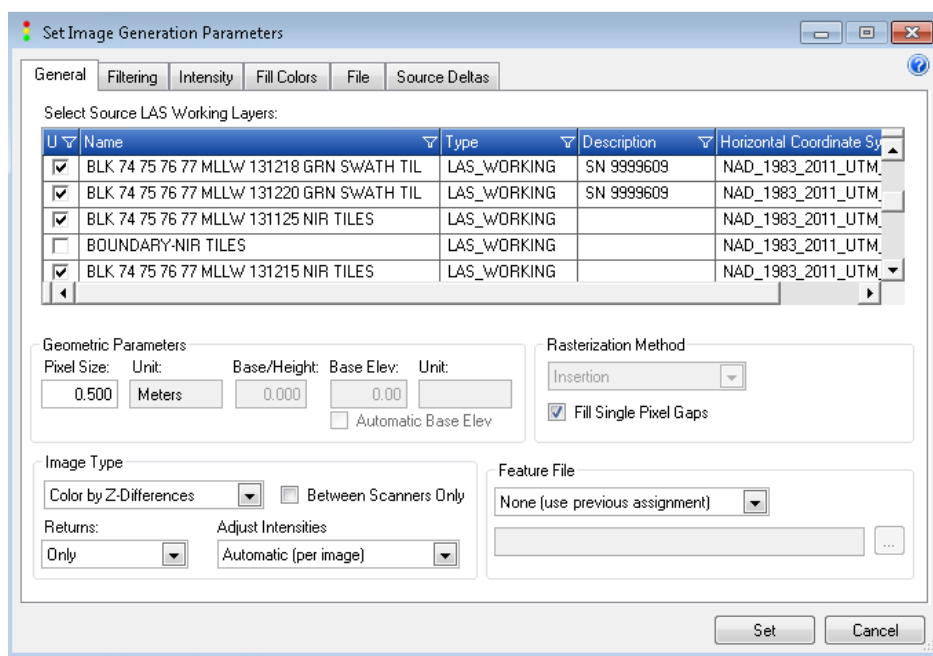 Set Image Generation Parameters
General Filtering Intensity Fill Colors File Source Deltas
Select Source LAS Working Layers:
U Name Type Description Horizontal Coordinate Sy
BLK 74 75 76 77 MLLW 131218 GRN SWATH TIL LAS_WORKING SN 9999609 NAD_1983_2011_UTM_
BLK 74 75 76 77 MLLW 131220 GRN SWATH TIL LAS_WORKING SN 9999609 NAD_1983_2011_UTM_
BLK 74 75 76 77 MLLW 131125 NIR TILES LAS_WORKING NAD_1983_2011_UTM_
BOUNDARY-NIR TILES LAS_WORKING NAD_1983_2011_UTM_
BLK 74 75 76 77 MLLW 131215 NIR TILES LAS_WORKING NAD_1983_2011_UTM_
Geometric Parameters
Pixel Size: Unit: Base/Height: Base Elev: Unit:
0.500 Meters 0.000 0.00
Automatic Base Elev
Rasterization Method
Insertion
Fill Single Pixel Gaps
Image Type
Color by Z-Differences Between Scanners Only
Returns: Adjust Intensities
Only Automatic (per image)
Feature File
None (use previous assignment)
...
Set Cancel